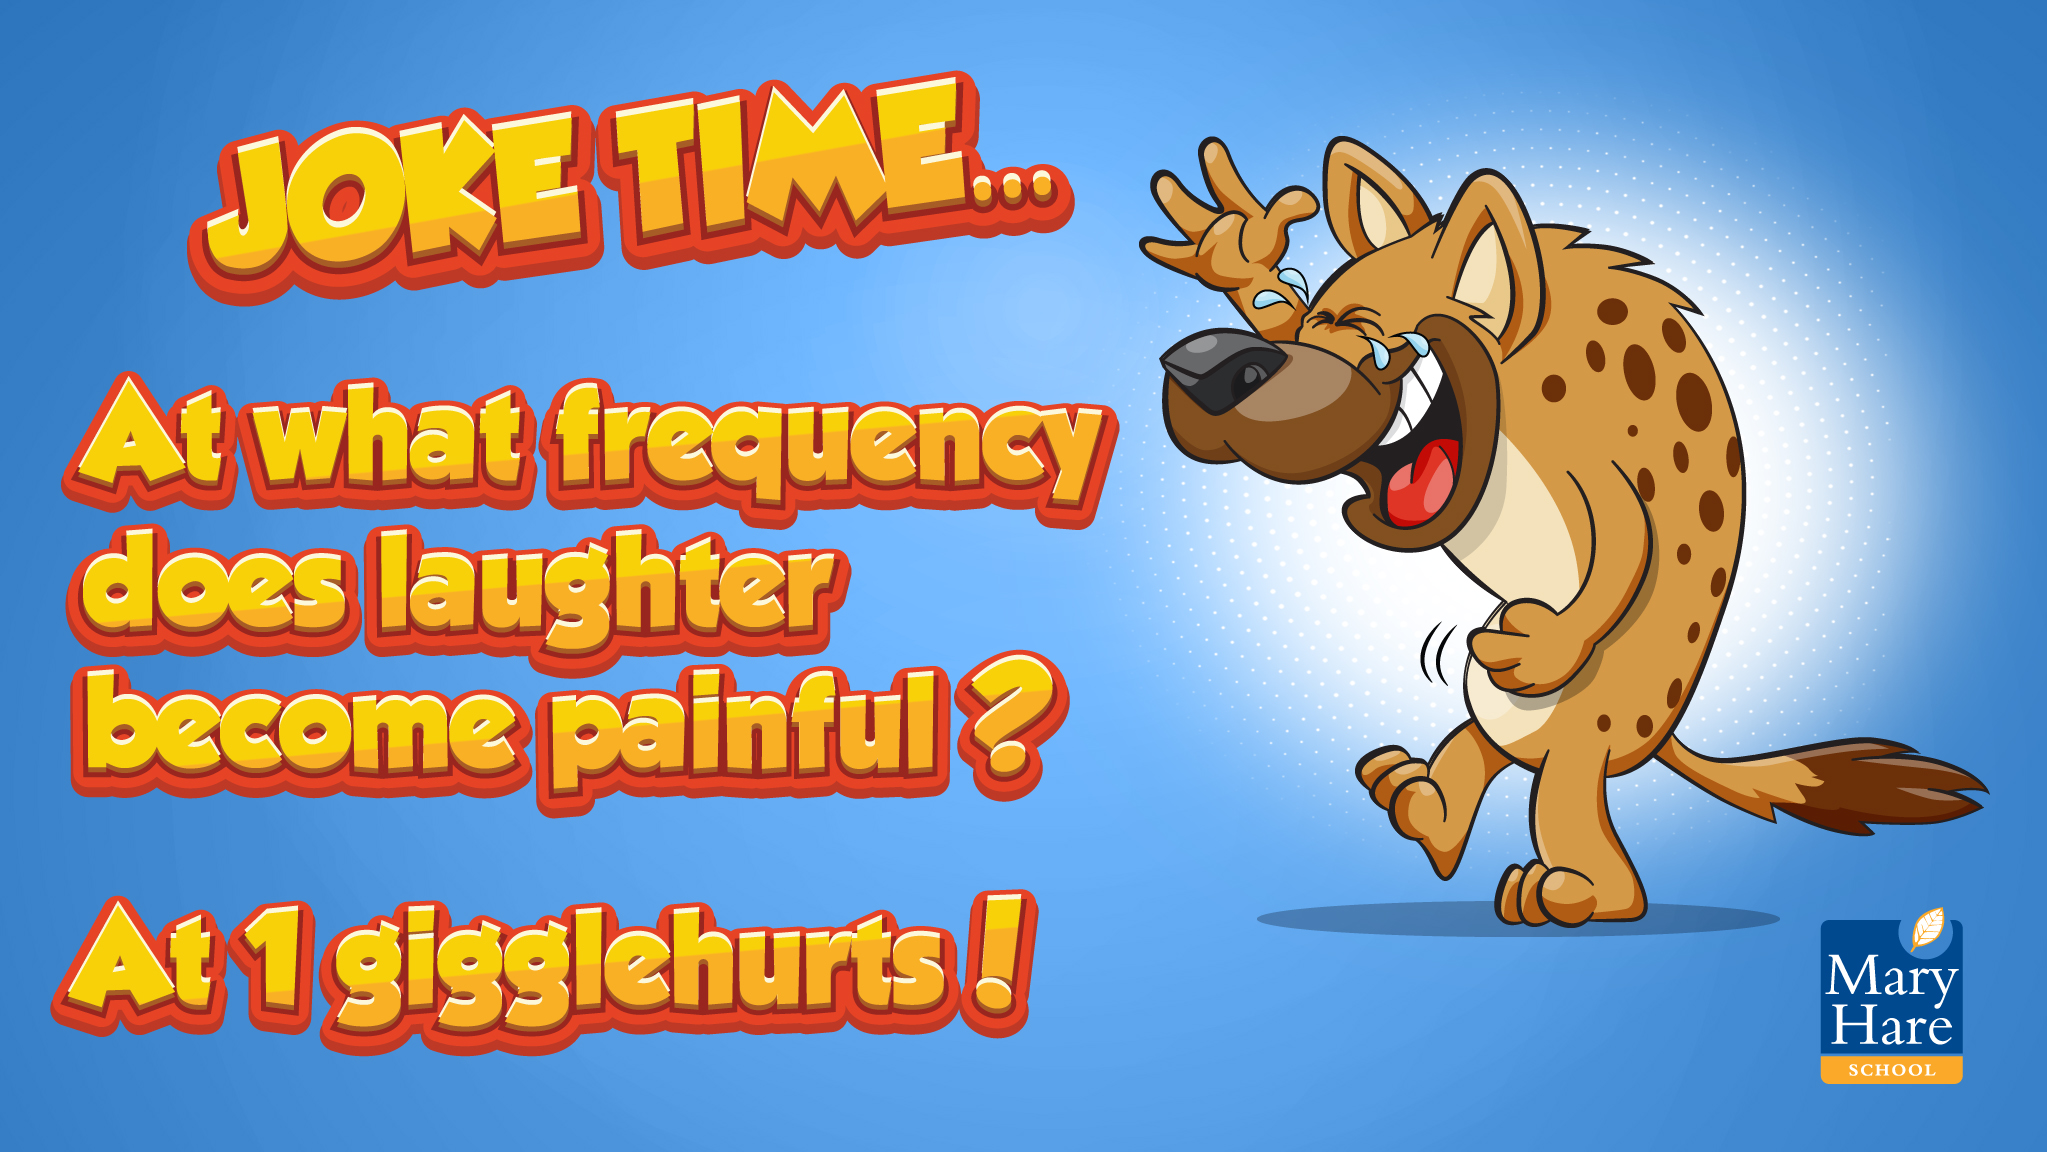 JOKE TIME...
At what frequency
does laughter
become painful ?
At 1 gigglehurts!
Mary
Hare
SCHOOL